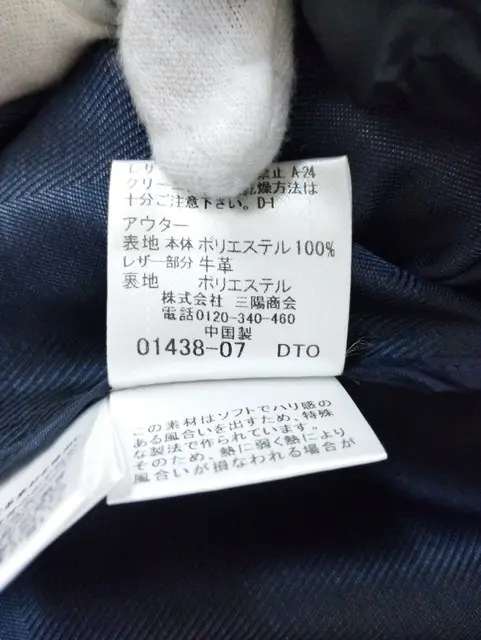 レザ 禁止 A-24
クリー 乾燥方法は
十分ご注意下さい。D-1
アウター
表地 本体 ポリエステル 100%
レザー部分 牛革
裏地 ポリエステル
株式会社 三陽商会
電話0120-340-460
中国製
01438-07 DTO
この素材はソフトでハリ感の
ある風合いを出すため、特殊
な製法で作られています。
そのため、熱に弱く熱により
風合いが損なわれる場合が